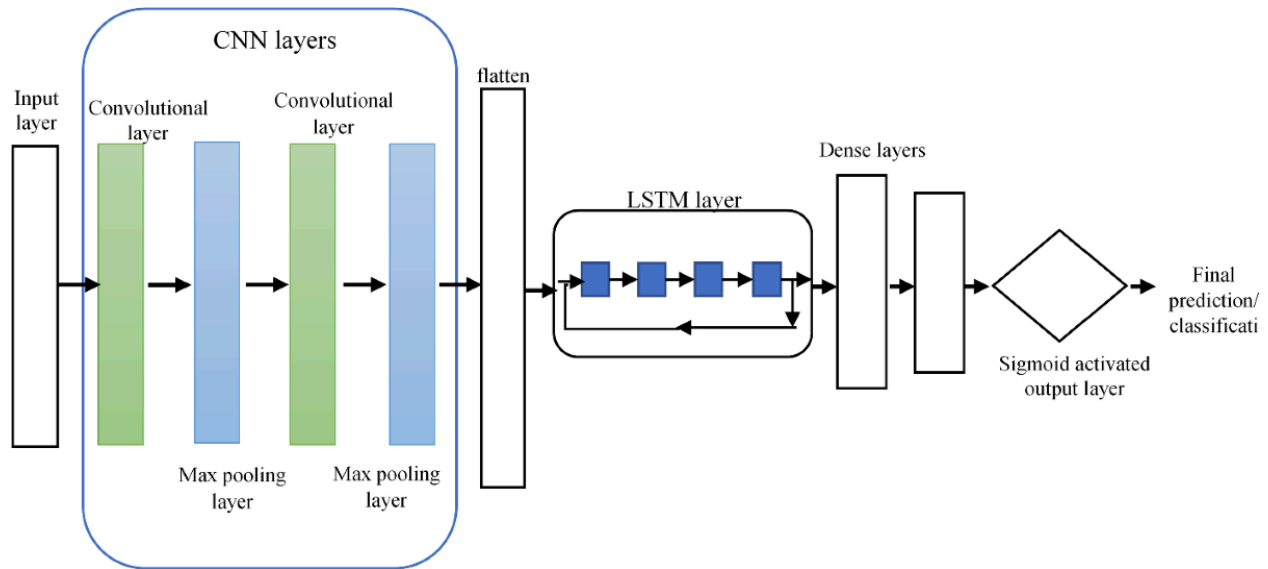 CNN layers
Input
layer
Convolutional
layer
Max pooling
layer
Convolutional
layer
Max pooling
layer
flatten
LSTM layer
Dense layers
Sigmoid activated
output layer
Final
prediction/
classificati